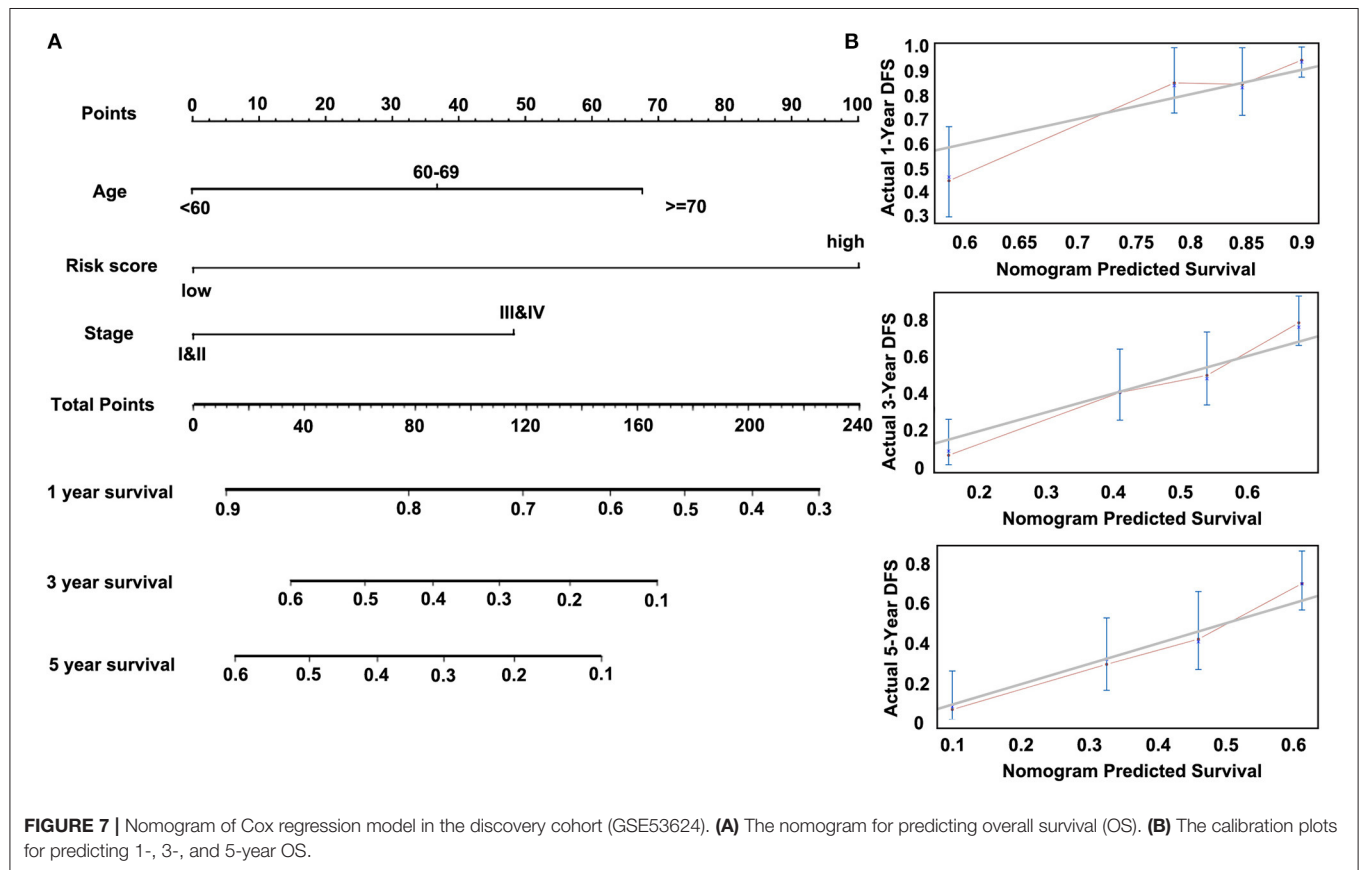 A
Points
0 10 20 30 40 50 60 70 80 90 100
Age
60-69
<60
>=70
Risk score
high
low
Stage
III&IV
I&II
Total Points
0 40 80 120 160 200 240
1 year survival
0.9 0.8 0.7 0.6 0.5 0.4 0.3
3 year survival
0.6 0.5 0.4 0.3 0.2 0.1
5 year survival
0.6 0.5 0.4 0.3 0.2 0.1
B
Actual 1-Year DFS
1.0
0.9
0.8
0.7
0.6
0.5
0.4
0.3
0.6 0.65 0.7 0.75 0.8 0.85 0.9
Nomogram Predicted Survival
Actual 3-Year DFS
0.8
0.6
0.4
0.2
0
0.2 0.3 0.4 0.5 0.6
Nomogram Predicted Survival
Actual 5-Year DFS
0.8
0.6
0.4
0.2
0
0.1 0.2 0.3 0.4 0.5 0.6
Nomogram Predicted Survival
FIGURE 7 | Nomogram of Cox regression model in the discovery cohort (GSE53624). (A) The nomogram for predicting overall survival (OS). (B) The calibration plots
for predicting 1-, 3-, and 5-year OS.